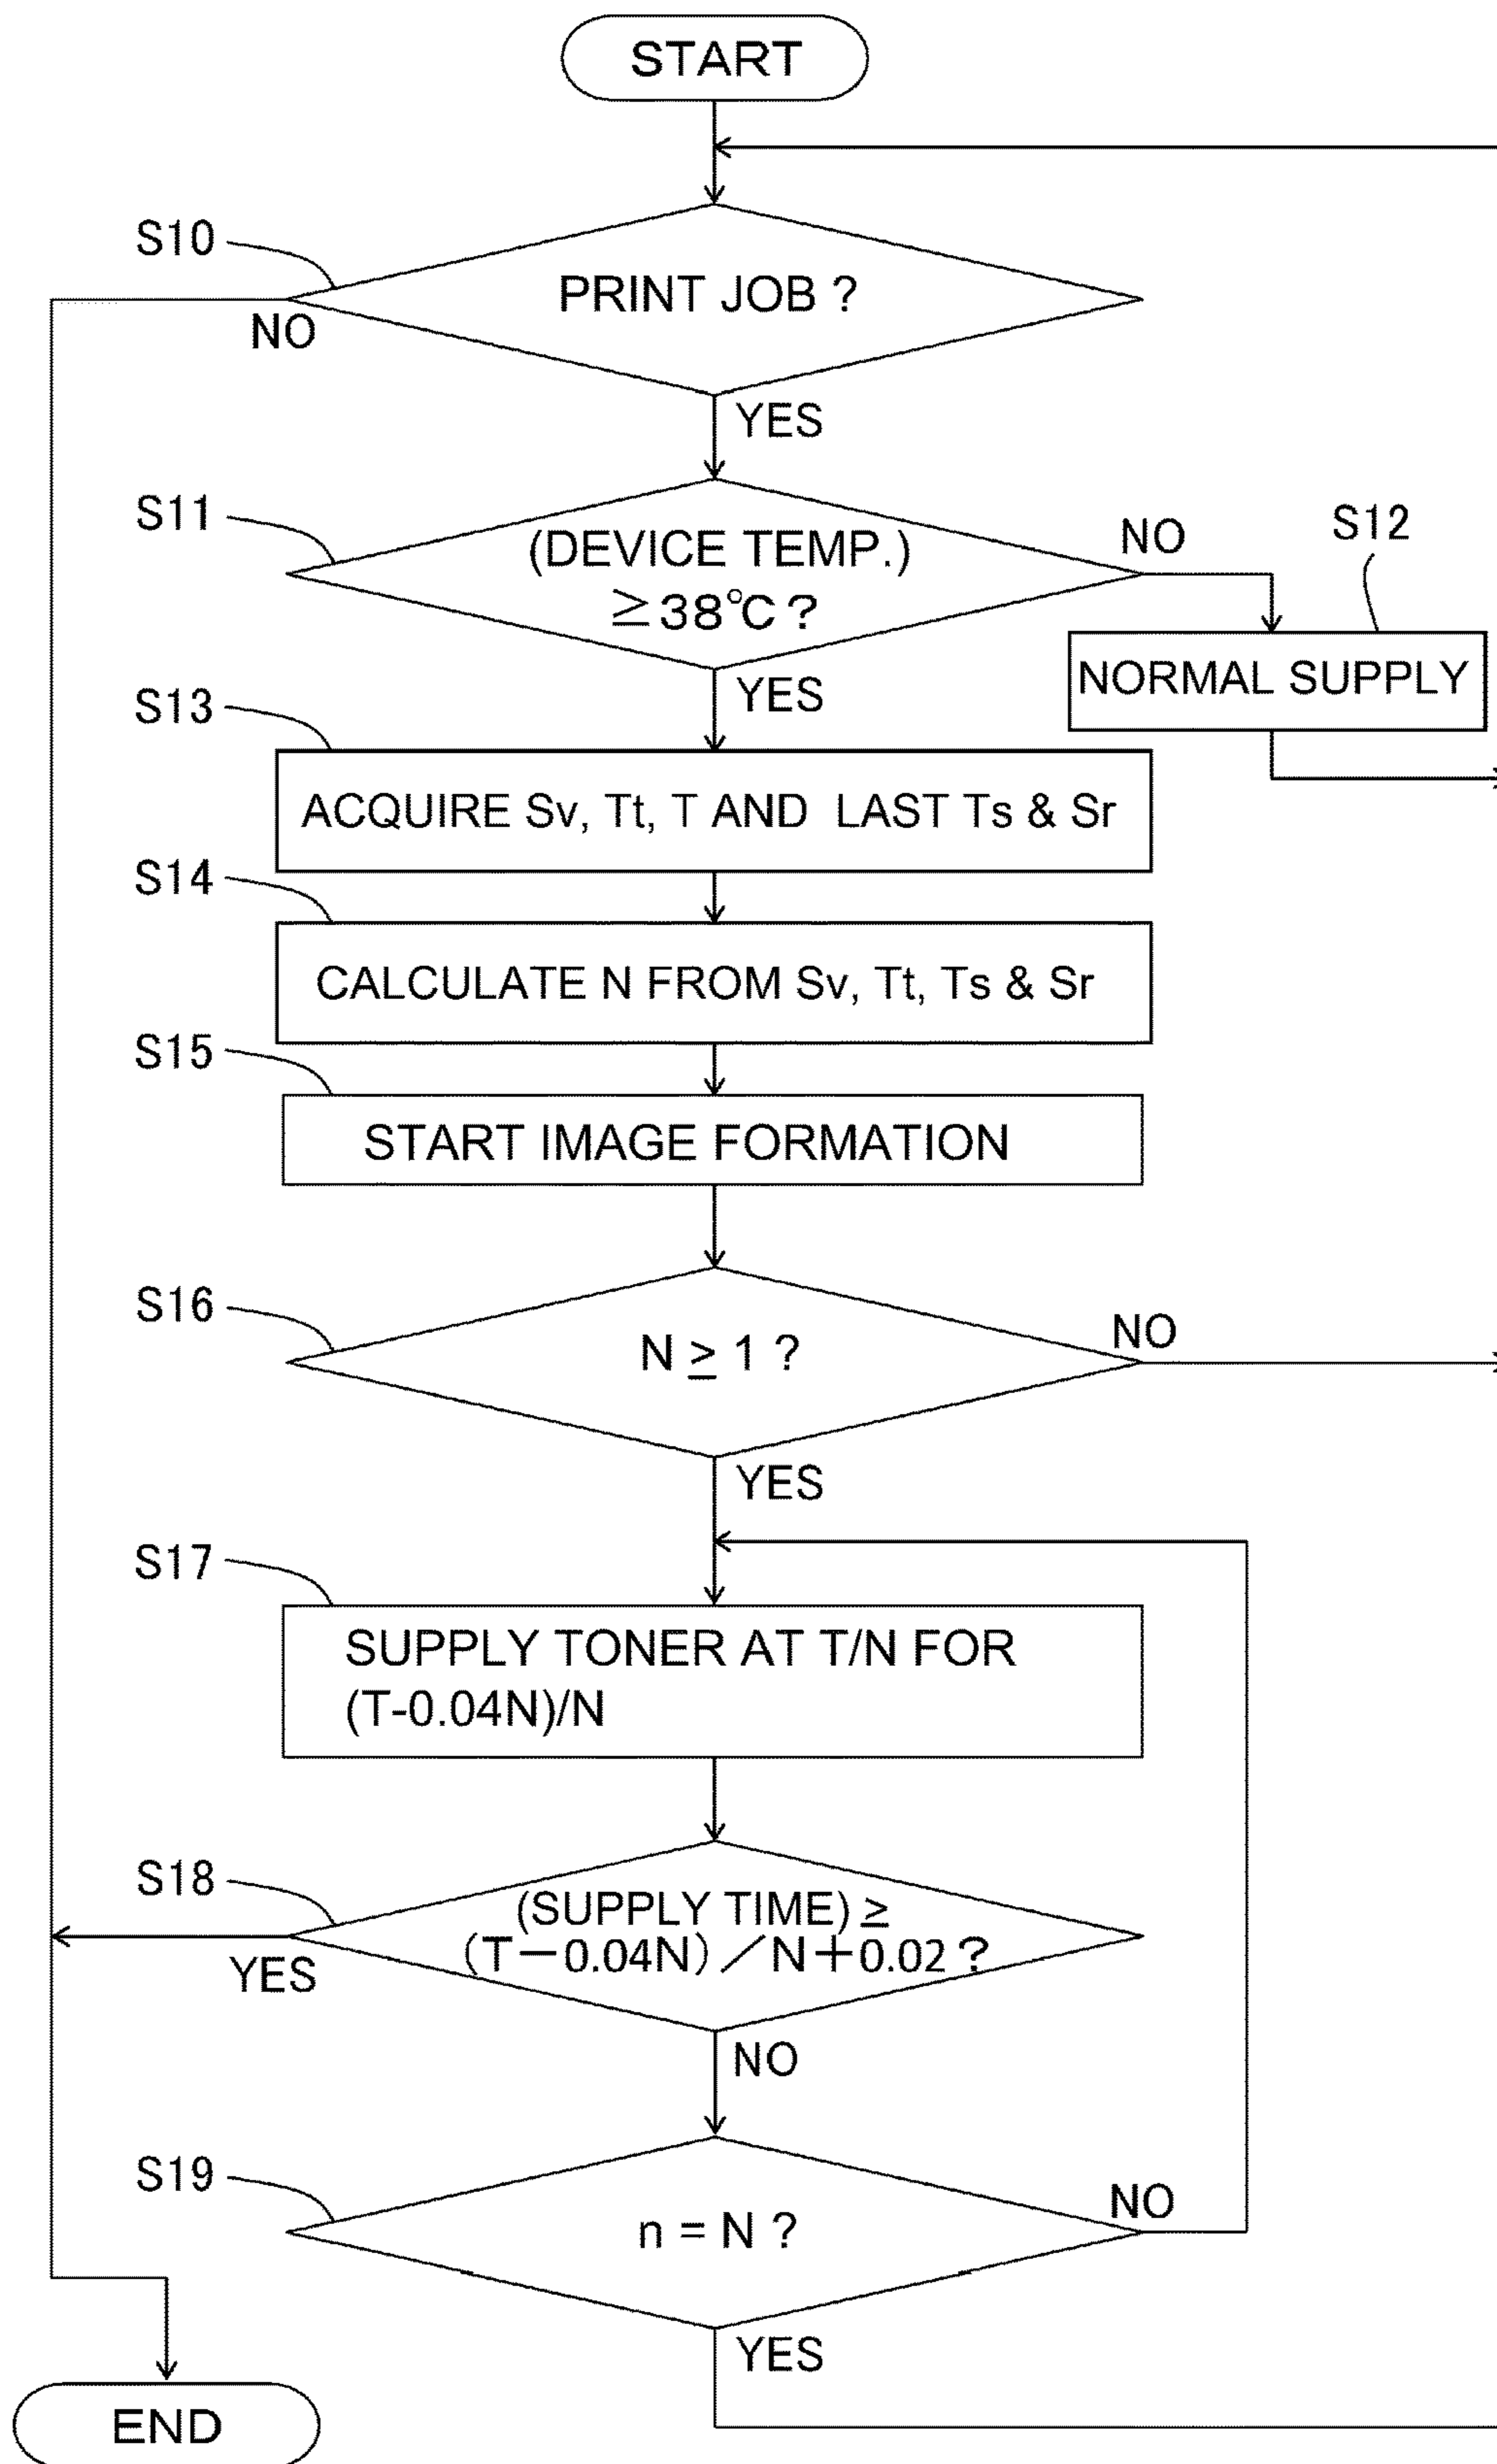 START
S10
PRINT JOB ?
NO
YES
S11
(DEVICE TEMP.)
≧38℃?
NO
S12
NORMAL SUPPLY
YES
S13
ACQUIRE Sv, Tt, T AND LAST Ts & Sr
S14
CALCULATE N FROM Sv, Tt, Ts & Sr
S15
START IMAGE FORMATION
S16
N ≥ 1 ?
NO
YES
S17
SUPPLY TONER AT T/N FOR
(T-0.04N)/N
S18
(SUPPLY TIME) ≥
(T－0.04N)／N＋0.02?
YES
NO
S19
n = N ?
NO
YES
END